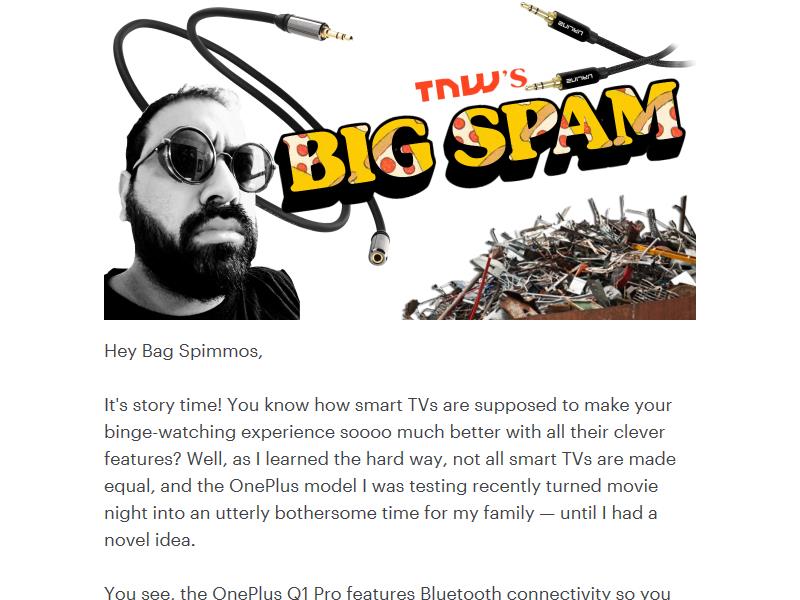 TNW'S
BIG SPAM
UALINE
UALINE
Hey Bag Spimmos,
It's story time! You know how smart TVs are supposed to make your
binge-watching experience soooo much better with all their clever
features? Well, as I learned the hard way, not all smart TVs are made
equal, and the OnePlus model I was testing recently turned movie
night into an utterly bothersome time for my family — until I had a
novel idea.
You see, the OnePlus Q1 Pro features Bluetooth connectivity so you